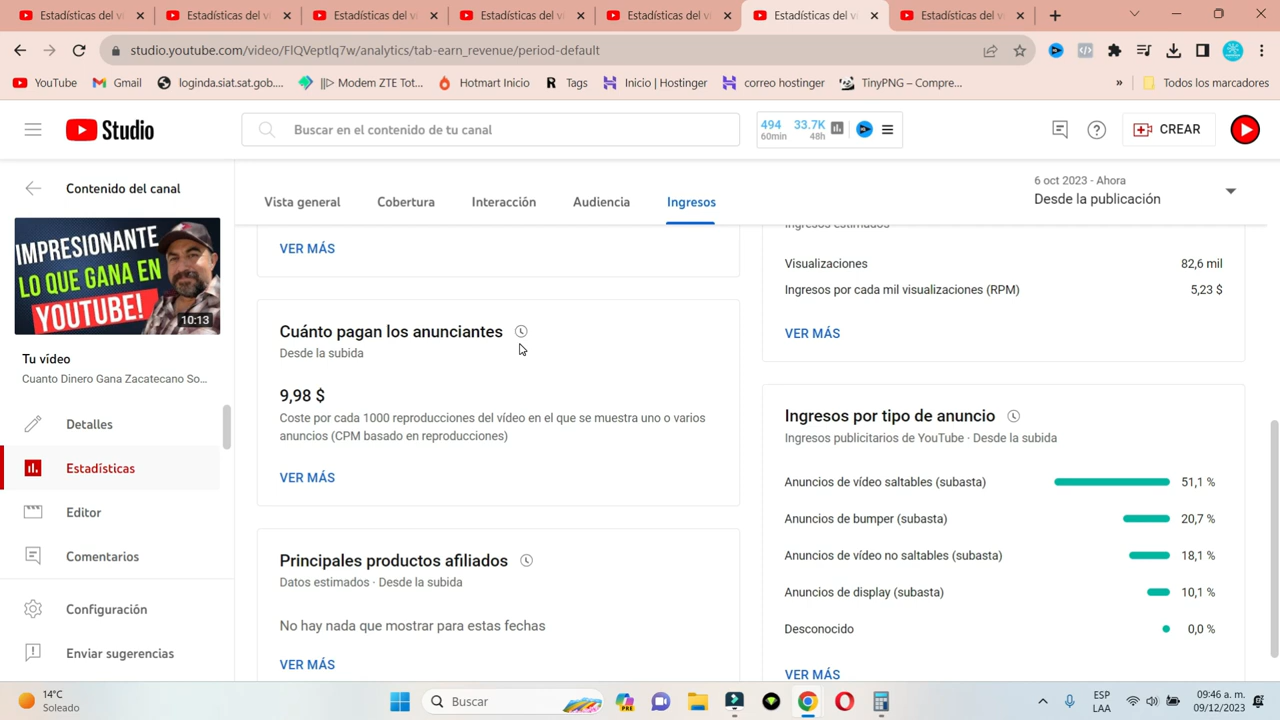 Estadísticas del v
Estadísticas del v
Estadísticas del v
Estadísticas del v
Estadísticas del v
Estadísticas del v
Estadísticas del v
studio.youtube.com/video/FlQVeptlq7w/analytics/tab-earn_revenue/period-default
YouTube
Gmail
loginda.siat.sat.gob....
||▷ Modem ZTE Tot...
Hotmart Inicio
R Tags
Inicio | Hostinger
correo hostinger
TinyPNG – Compre...
»
Todos los marcadores
Studio
Buscar en el contenido de tu canal
494
60min
33.7K
48h
CREAR
Contenido del canal
Vista general
Cobertura
Interacción
Audiencia
Ingresos
6 oct 2023 - Ahora
Desde la publicación
IMPRESIONANTE
LO QUE GANA EN
YOUTUBE!
10:13
Tu vídeo
Cuanto Dinero Gana Zacatecano So...
Detalles
Estadísticas
Editor
Comentarios
Configuración
Enviar sugerencias
VER MÁS
Cuánto pagan los anunciantes
Desde la subida
9,98 $
Coste por cada 1000 reproducciones del vídeo en el que se muestra uno o varios
anuncios (CPM basado en reproducciones)
VER MÁS
Principales productos afiliados
Datos estimados · Desde la subida
No hay nada que mostrar para estas fechas
VER MÁS
Ingresos estimados
Visualizaciones 82,6 mil
Ingresos por cada mil visualizaciones (RPM) 5,23 $
VER MÁS
Ingresos por tipo de anuncio
Ingresos publicitarios de YouTube · Desde la subida
Anuncios de vídeo saltables (subasta) 51,1 %
Anuncios de bumper (subasta) 20,7 %
Anuncios de vídeo no saltables (subasta) 18,1 %
Anuncios de display (subasta) 10,1 %
Desconocido 0,0 %
VER MÁS
14°C
Soleado
Buscar
PRE
ESP
LAA
09:46 a. m.
09/12/2023